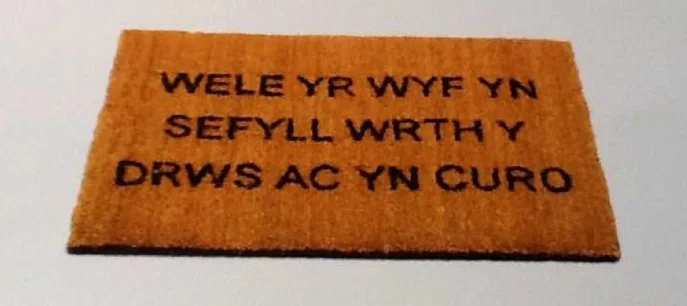 WELE YR WYF YN
SEFYLL WRTH Y
DRWS AC YN CURO